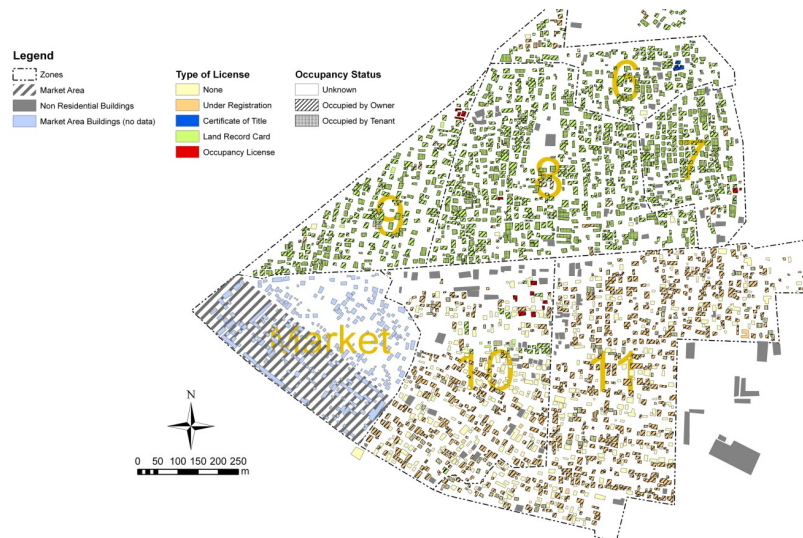 Legend
Zones
Market Area
Non Residential Buildings
Market Area Buildings (no data)
Type of License
None
Under Registration
Certificate of Title
Land Record Card
Occupancy License
Occupancy Status
Unknown
Occupied by Owner
Occupied by Tenant
6
7
8
9
Market
10
11
N
0 50 100 150 200 250
m